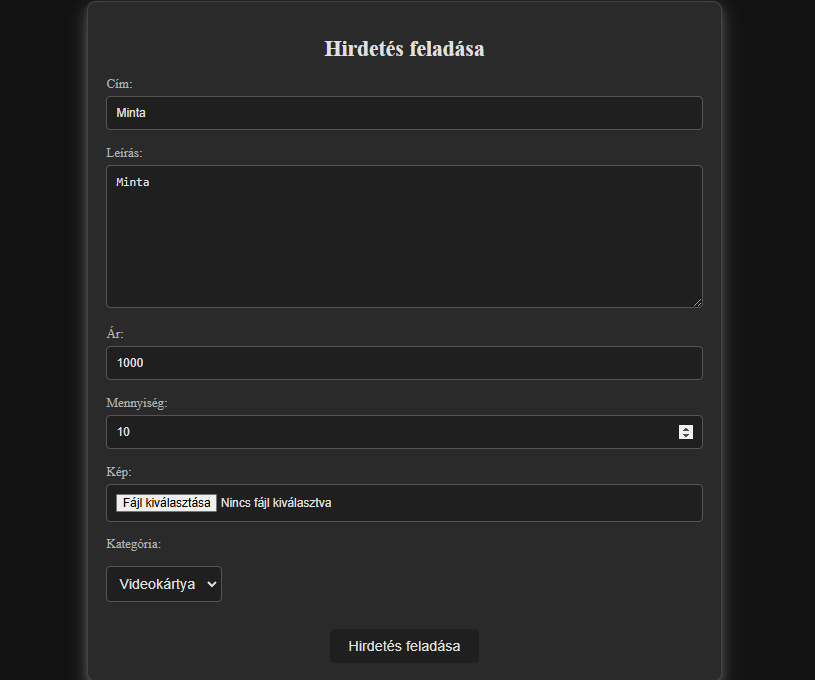 Hirdetés feladása
Cím:
Minta
Leírás:
Minta
Ár:
1000
Mennyiség:
10
Kép:
Fájl kiválasztása Nincs fájl kiválasztva
Kategória:
Videokártya
Hirdetés feladása